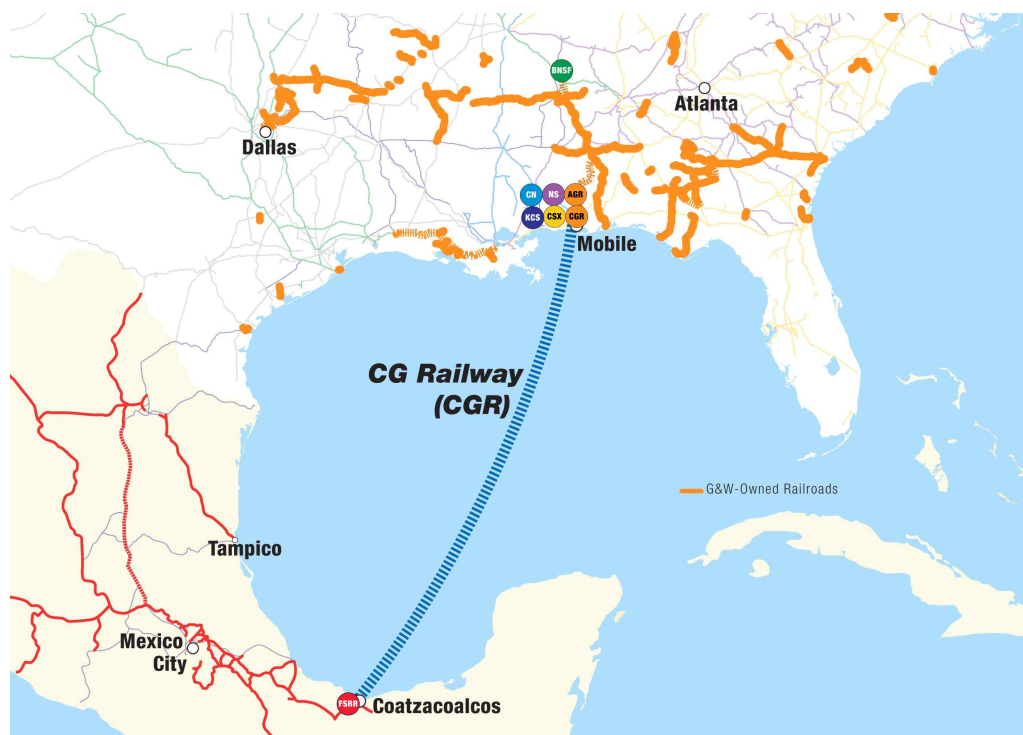 BNSF
Atlanta
Dallas
CN
NS
AGR
KCS
CSX
CGR
Mobile
CG Railway
(CGR)
G&W-Owned Railroads
Tampico
Mexico
City
FSRR
Coatzacoalcos